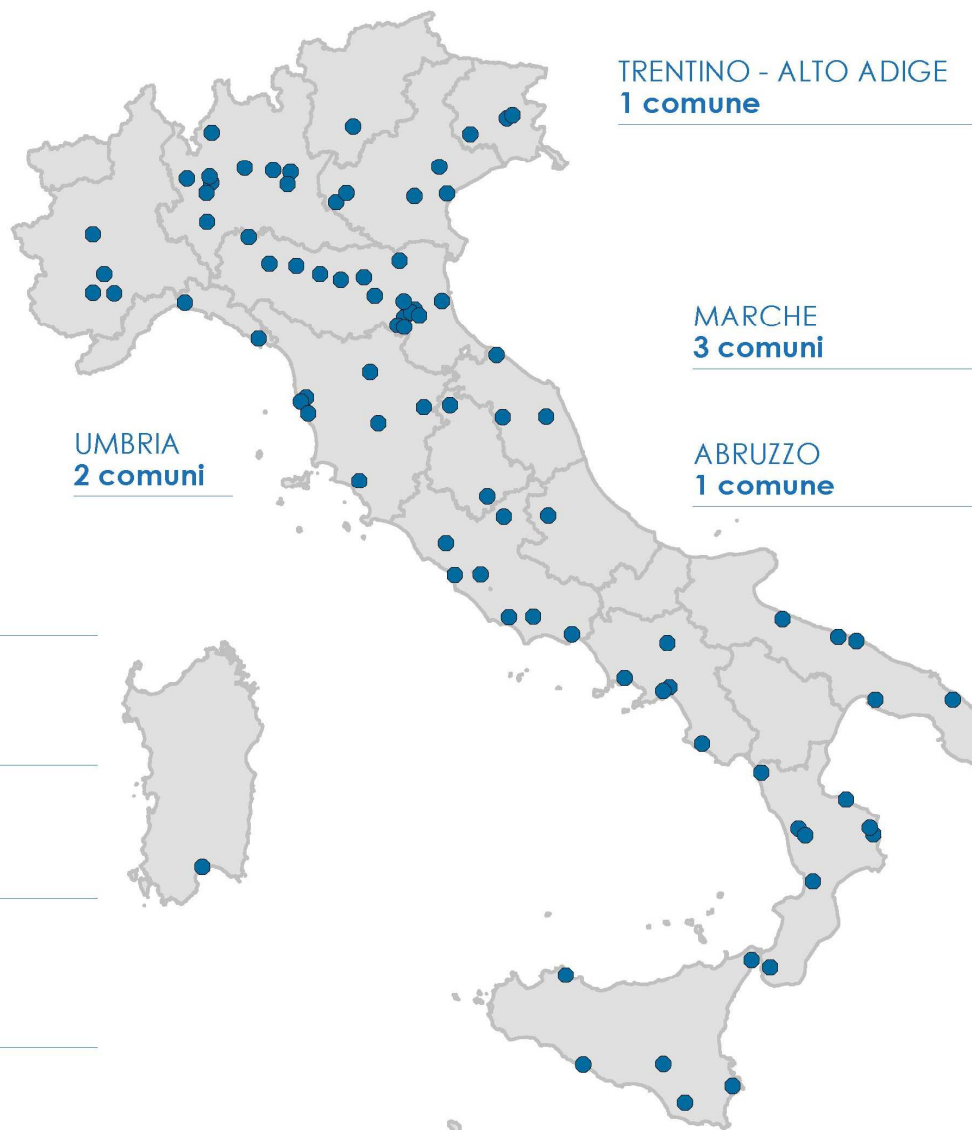 TRENTINO - ALTO ADIGE
1 comune
MARCHE
3 comuni
UMBRIA
2 comuni
ABRUZZO
1 comune